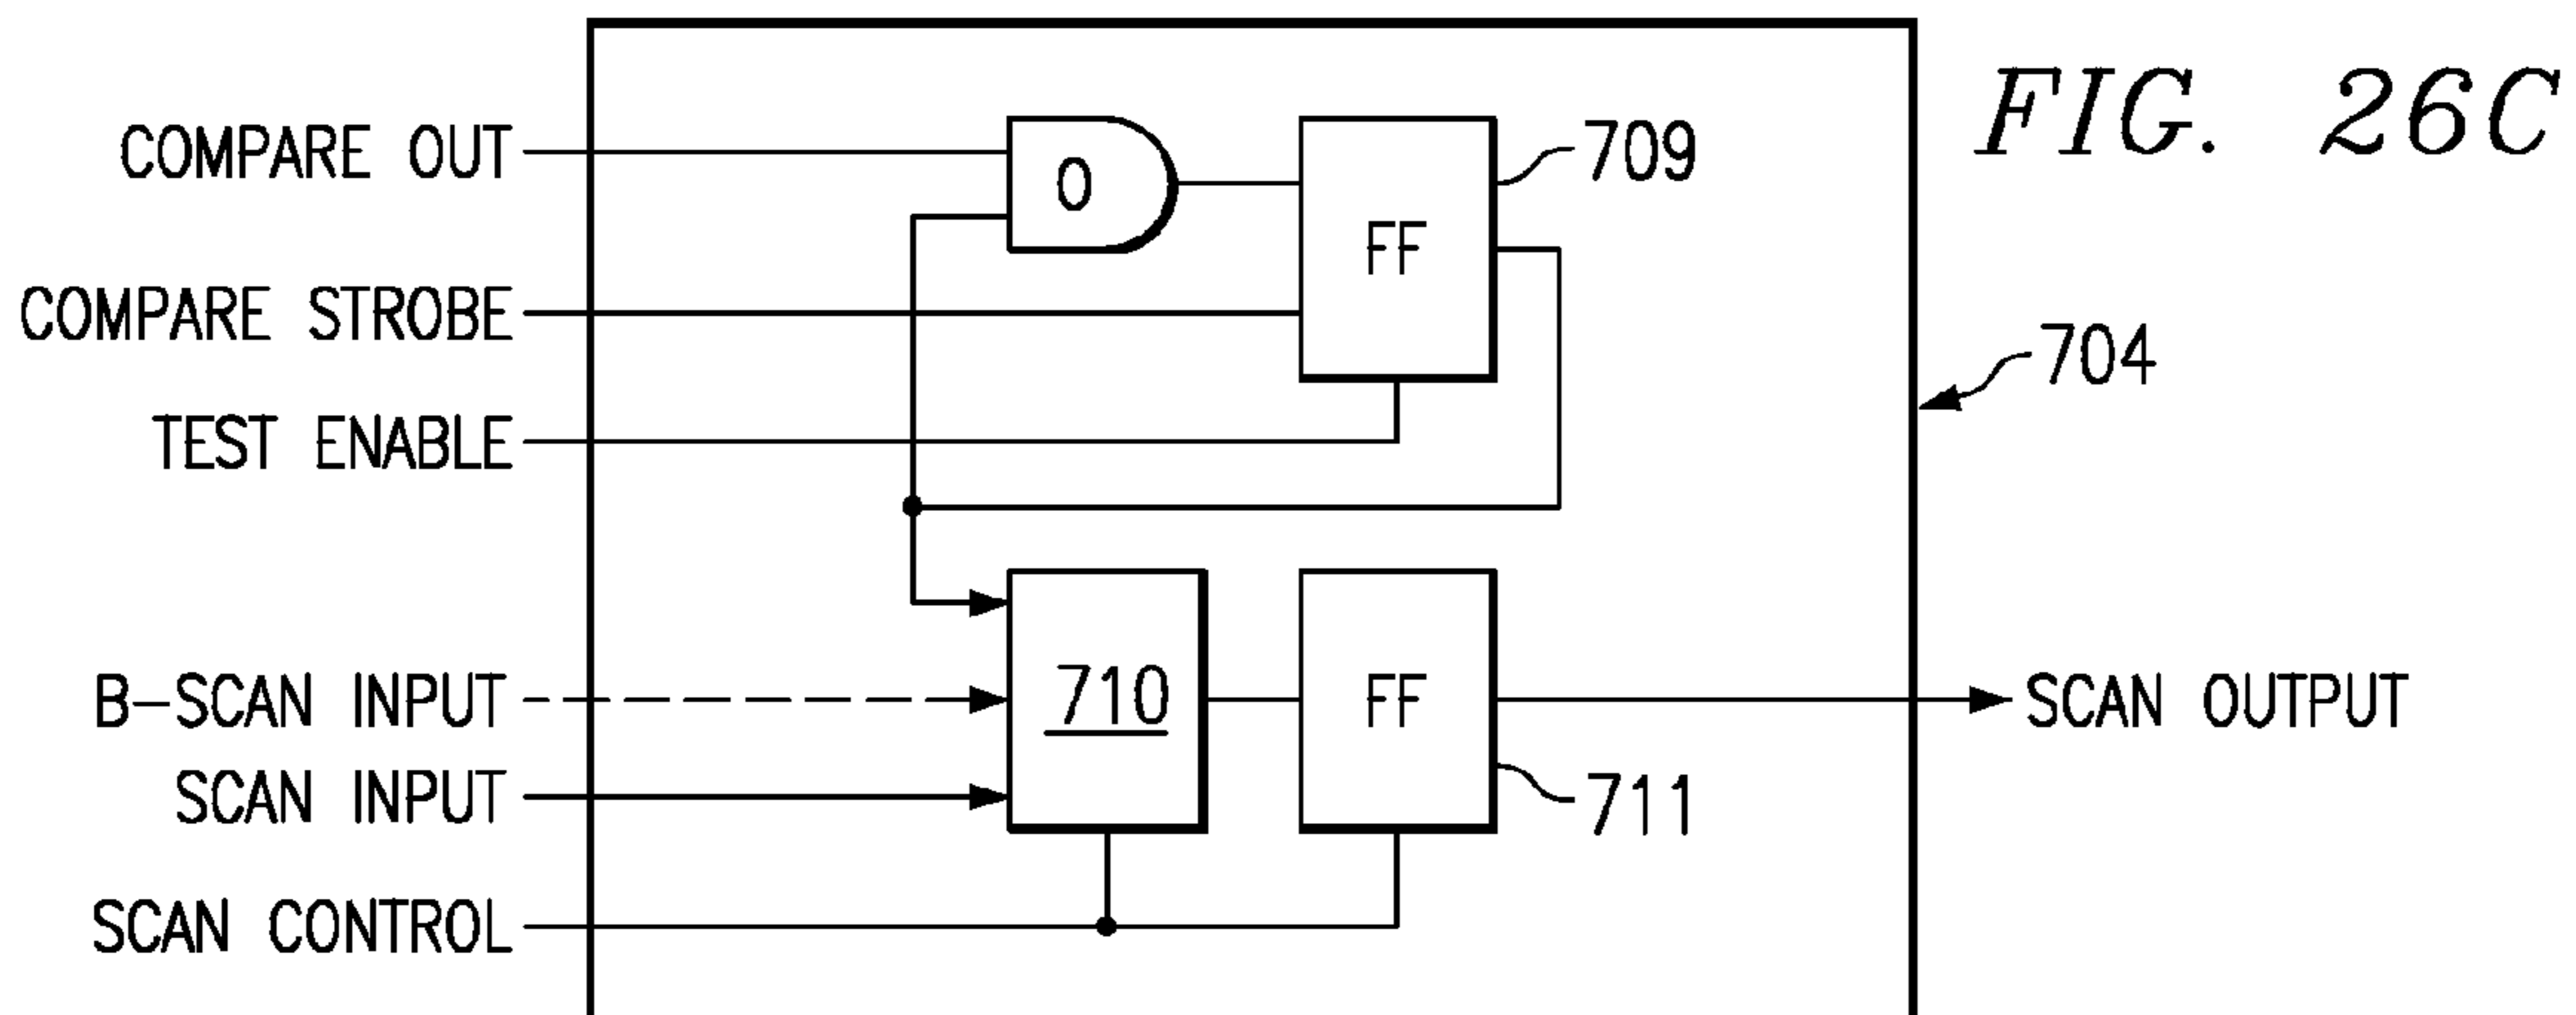 FIG. 26C
COMPARE OUT
O
709
FF
COMPARE STROBE
704
TEST ENABLE
B-SCAN INPUT
710
FF
SCAN OUTPUT
SCAN INPUT
711
SCAN CONTROL